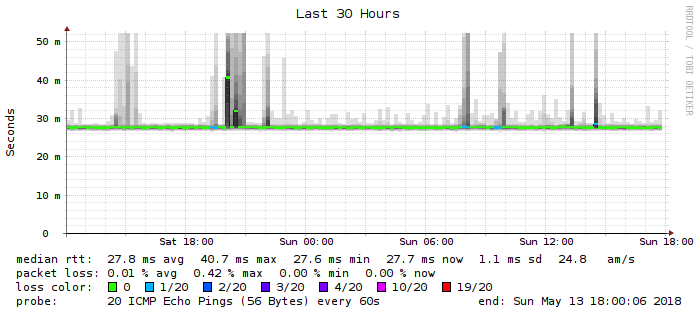 Last 30 Hours
RRDTOOL / TOBI OETIKER
Seconds
50 m
40 m
30 m
20 m
10 m
0
Sat 18:00 Sun 00:00 Sun 06:00 Sun 12:00 Sun 18:00
median rtt: 27.8 ms avg 40.7 ms max 27.6 ms min 27.7 ms now 1.1 ms sd 24.8 am/s
packet loss: 0.01 % avg 0.42 % max 0.00 % min 0.00 % now
loss color: 0 1/20 2/20 3/20 4/20 10/20 19/20
probe: 20 ICMP Echo Pings (56 Bytes) every 60s end: Sun May 13 18:00:06 2018